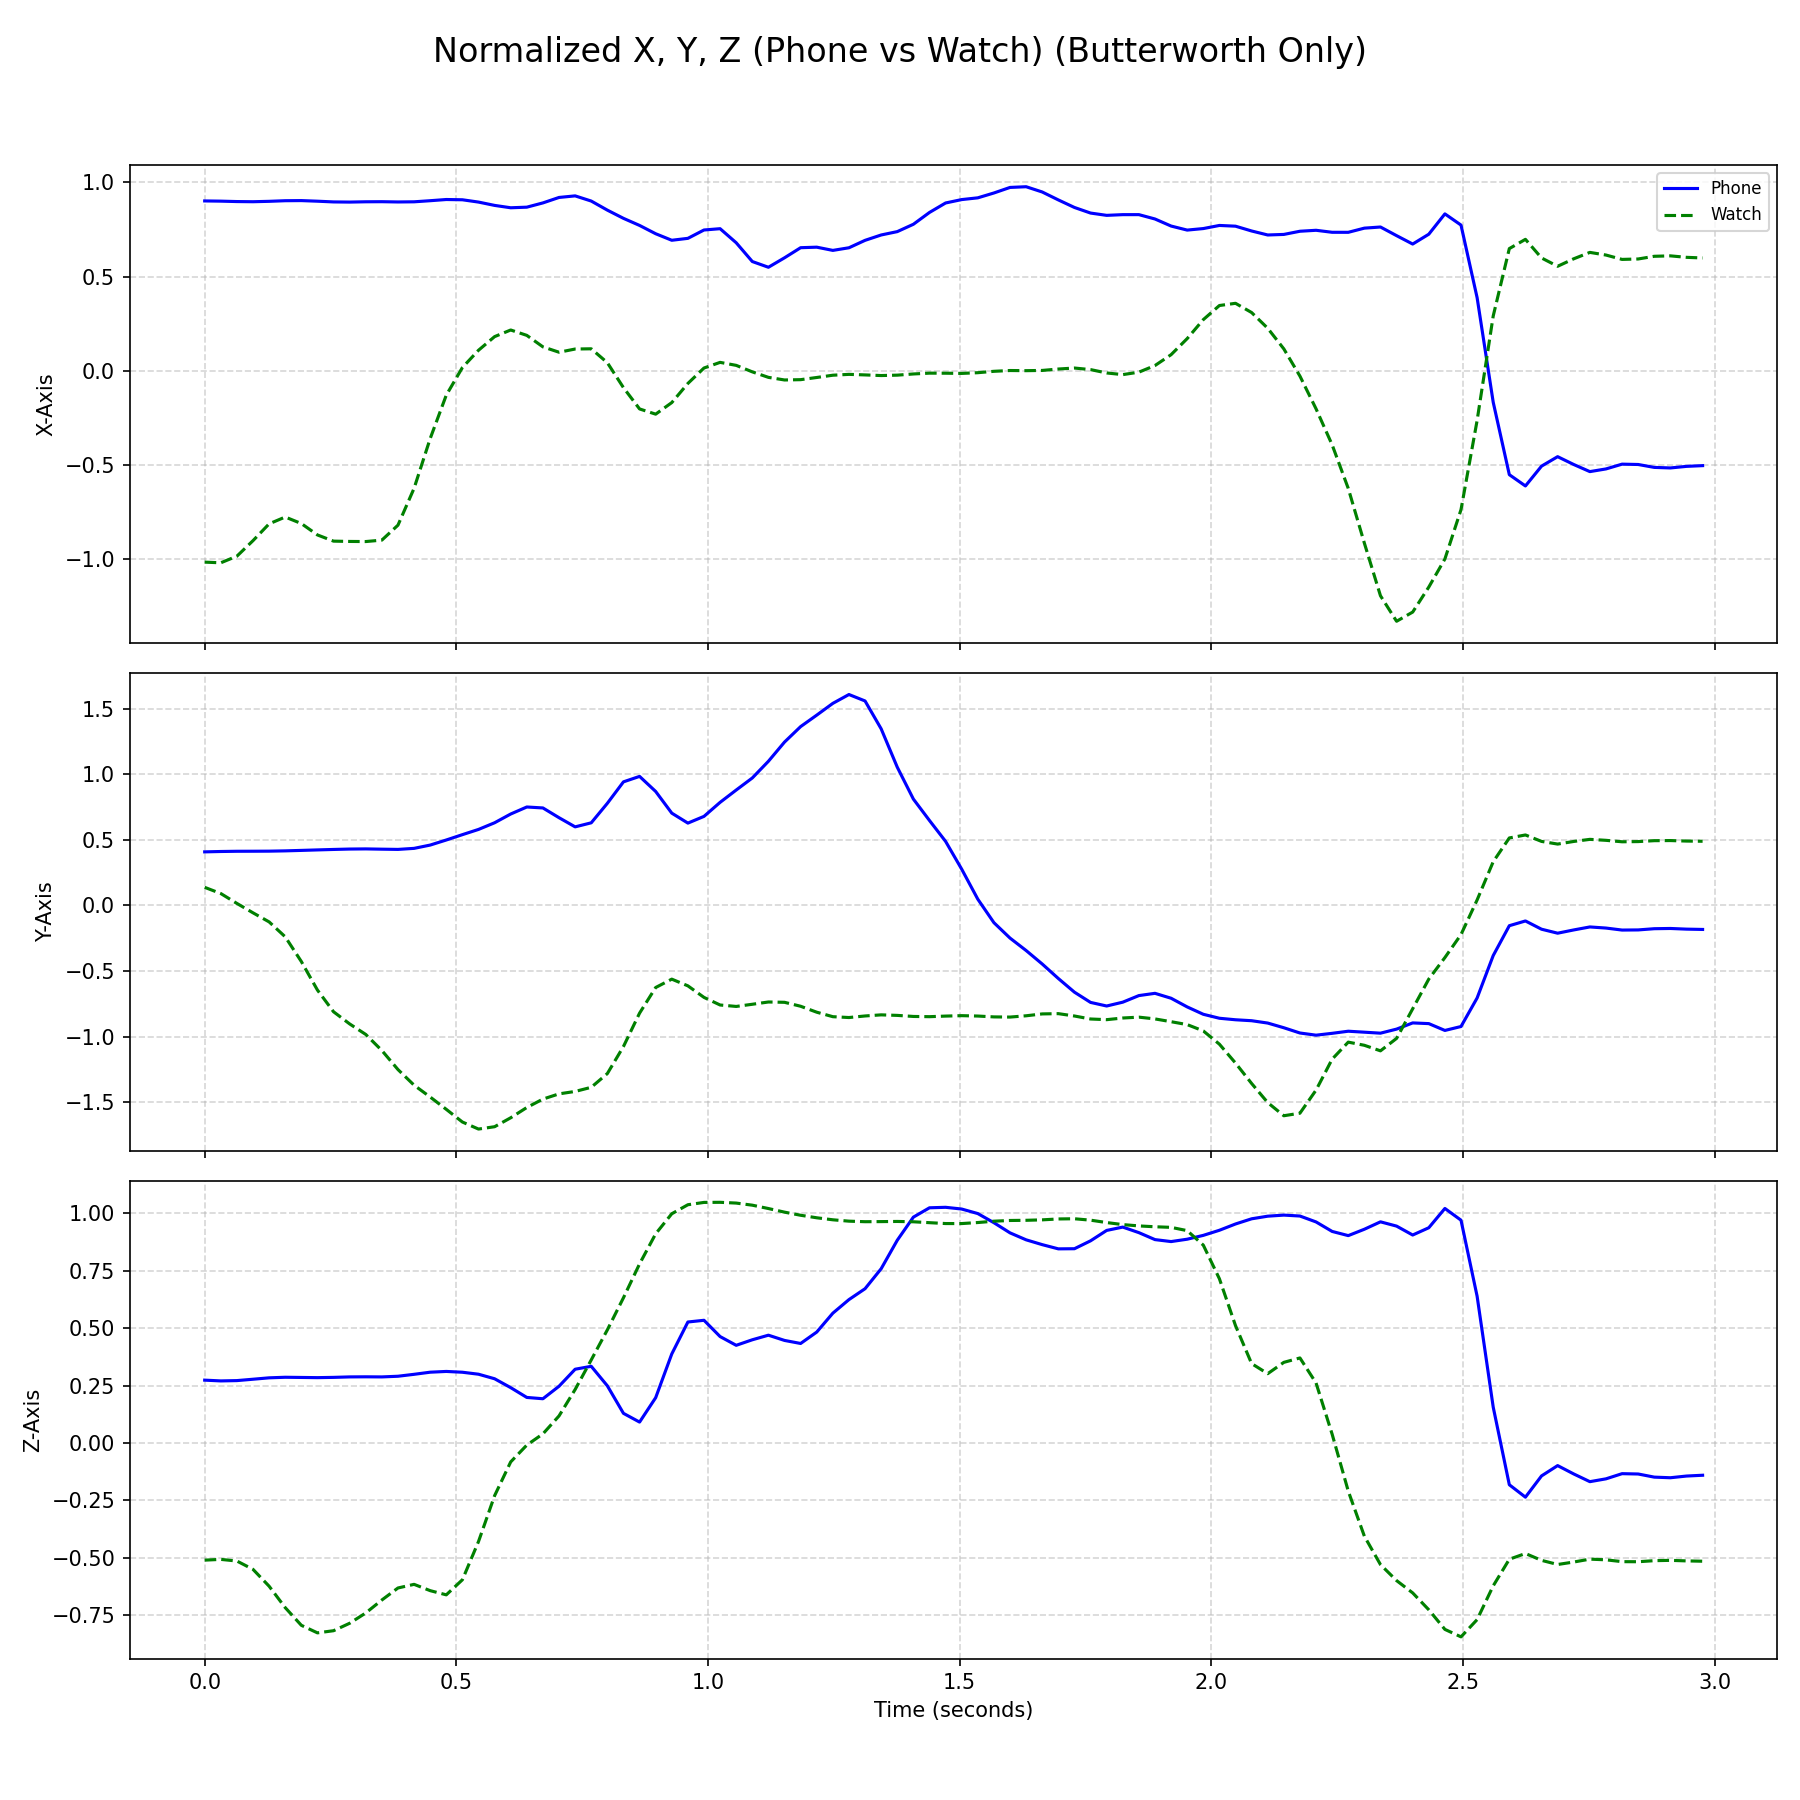 Normalized X, Y, Z (Phone vs Watch) (Butterworth Only)
Phone
Watch
X-Axis
1.0
0.5
0.0
−0.5
−1.0
Y-Axis
1.5
1.0
0.5
0.0
−0.5
−1.0
−1.5
Z-Axis
1.00
0.75
0.50
0.25
0.00
−0.25
−0.50
−0.75
0.0 0.5 1.0 1.5 2.0 2.5 3.0
Time (seconds)